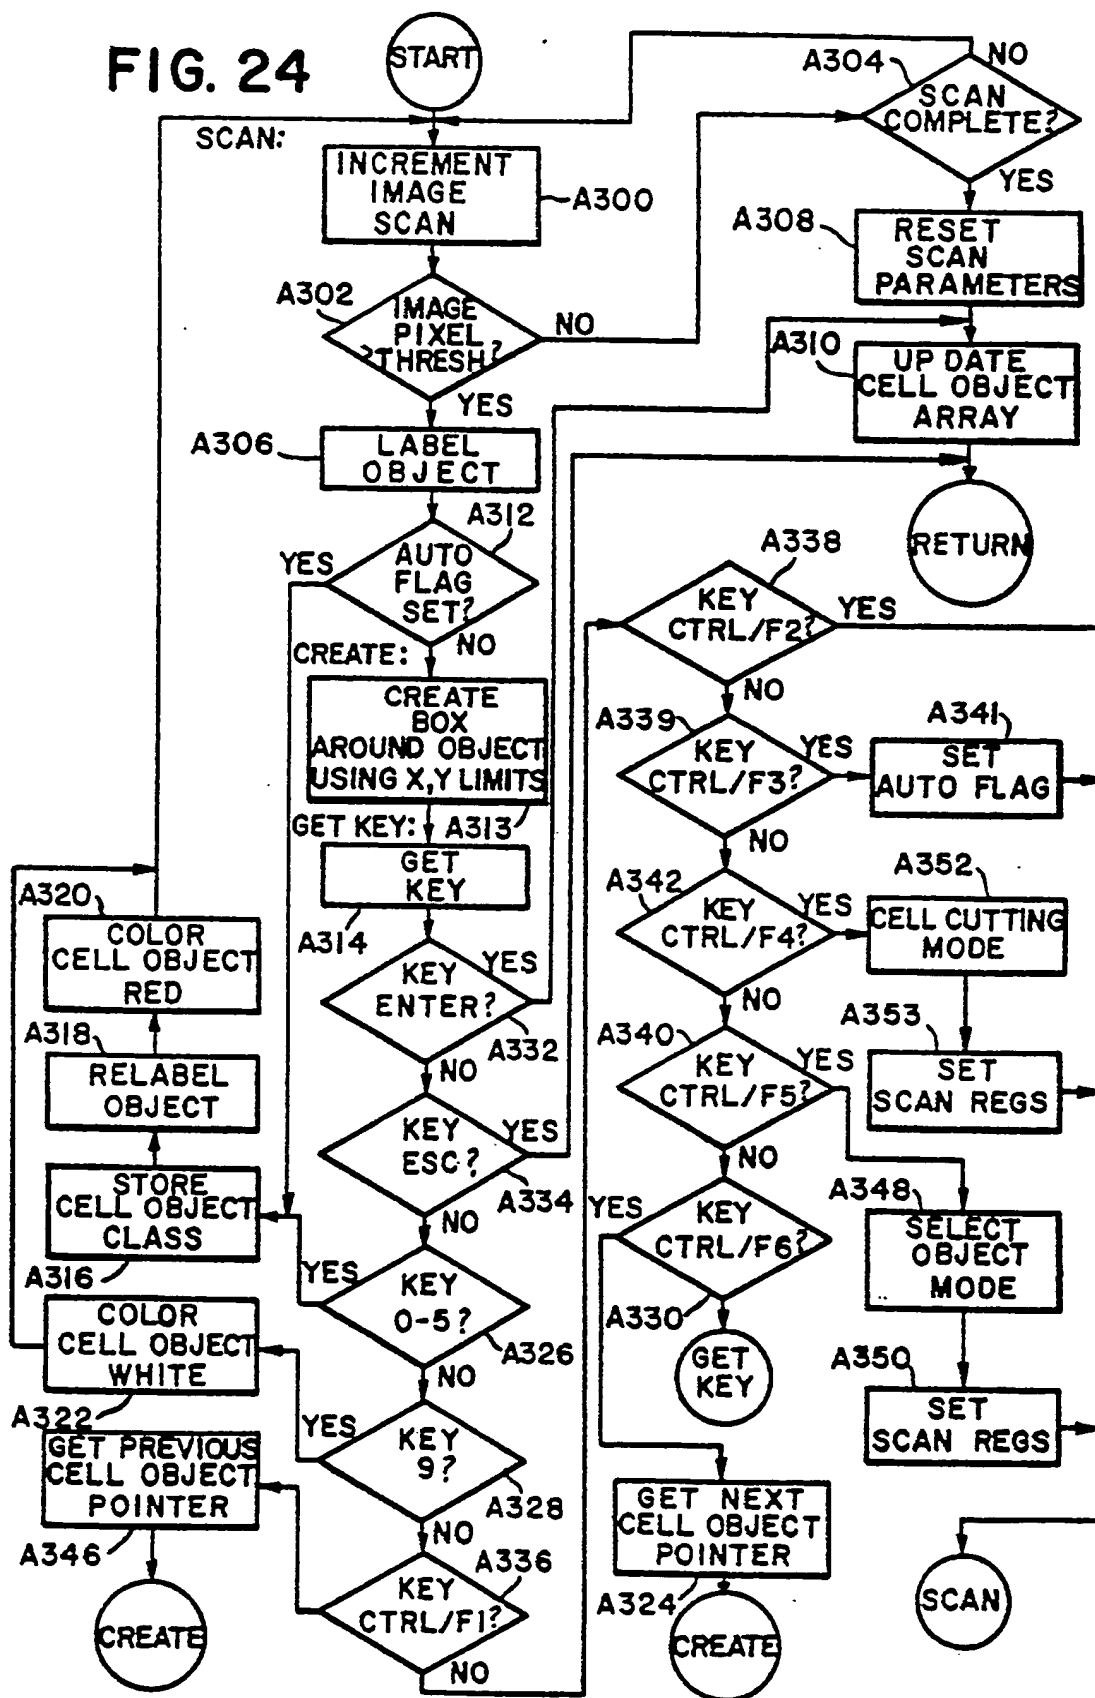 FIG. 24
START
SCAN:
INCREMENT
IMAGE
SCAN
A300
A302
IMAGE
PIXEL
>THRESH?
NO
YES
A306
LABEL
OBJECT
A312
YES
AUTO
FLAG
SET?
NO
CREATE:
CREATE
BOX
AROUND OBJECT
USING X,Y LIMITS
GET KEY:
A313
GET
KEY
A314
KEY
ENTER?
YES
A332
NO
KEY
ESC?
YES
A334
NO
YES
KEY
0-5?
A326
NO
YES
KEY
9?
A328
NO
A336
KEY
CTRL/F1?
NO
A320
COLOR
CELL OBJECT
RED
A318
RELABEL
OBJECT
STORE
CELL OBJECT
CLASS
A316
COLOR
CELL OBJECT
WHITE
A322
GET PREVIOUS
CELL OBJECT
POINTER
A346
CREATE
A304
NO
SCAN
COMPLETE?
YES
A308
RESET
SCAN
PARAMETERS
A310
UP DATE
CELL OBJECT
ARRAY
RETURN
A338
KEY
CTRL/F2?
YES
NO
A339
KEY
CTRL/F3?
YES
A341
SET
AUTO FLAG
NO
A342
KEY
CTRL/F4?
YES
A352
CELL CUTTING
MODE
NO
A353
SET
SCAN REGS
A340
KEY
CTRL/F5?
YES
NO
A348
SELECT
OBJECT
MODE
YES
KEY
CTRL/F6?
A330
GET
KEY
A350
SET
SCAN REGS
GET NEXT
CELL OBJECT
POINTER
A324
CREATE
SCAN